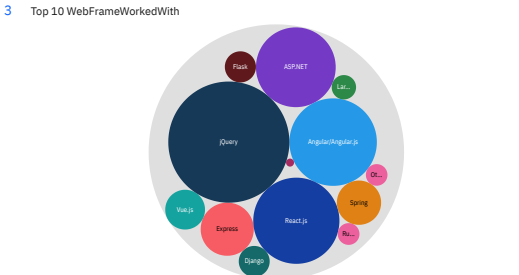 3 Top 10 WebFrameWorkedWith
Flask
ASP.NET
Lar...
jQuery
Angular/Angular.js
Ot...
Vue.js
Spring
Express
React.js
Ru...
Django